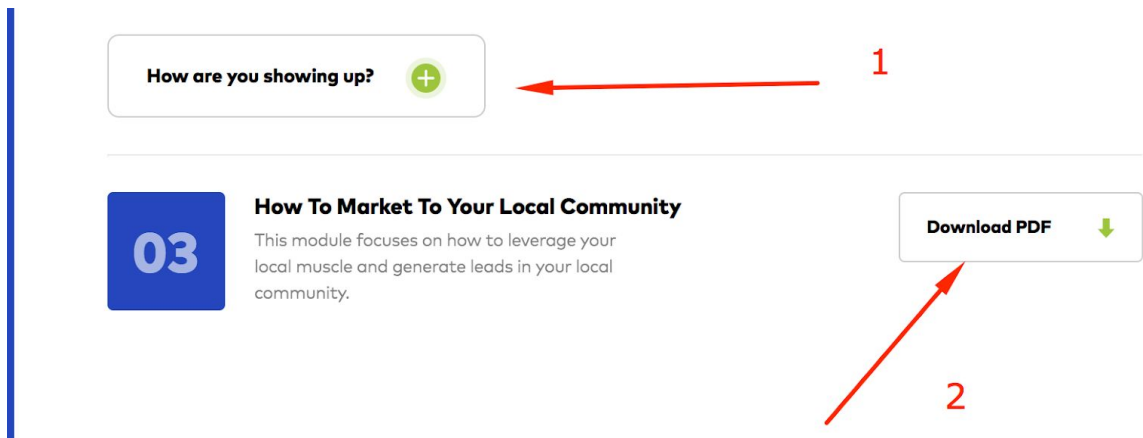 How are you showing up?
1
03
How To Market To Your Local Community
This module focuses on how to leverage your
local muscle and generate leads in your local
community.
Download PDF
2